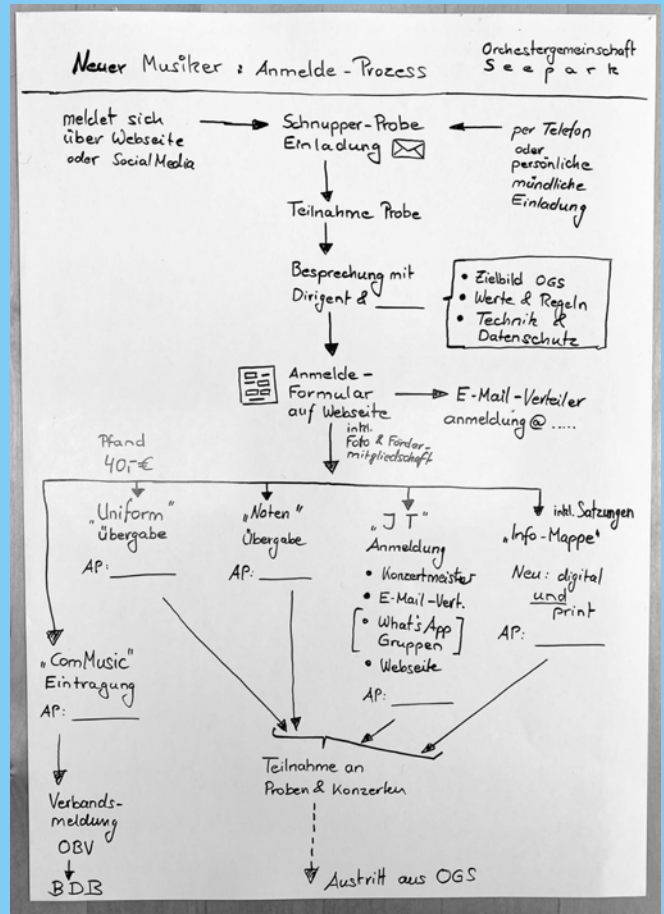 Neuer Musiker : Anmelde-Prozess
Orchestergemeinschaft
Seepark
meldet sich
über Webseite
oder Social Media
Schnupper-Probe
Einladung
per Telefon
oder
persönliche
mündliche
Einladung
Teilnahme Probe
Besprechung mit
Dirigent & ______
• Zielbild OGS
• Werte & Regeln
• Technik &
Datenschutz
Anmelde-
Formular
auf Webseite
inkl.
Foto & Förder-
mitgliedschaft
E-Mail-Verteiler
anmeldung@.....
Pfand
40,-€
"Uniform"
übergabe
AP: ______
"Noten"
Übergabe
AP: ______
"JT"
Anmeldung
• Konzertmeister
• E-Mail-Vert.
[• What's App
Gruppen]
• Webseite
AP: ______
inkl. Satzungen
"Info-Mappe"
Neu: digital
und
print
AP: ______
"ComMusic"
Eintragung
AP: ______
Verbands-
meldung
OBV
BDB
Teilnahme an
Proben & Konzerten
Austritt aus OGS